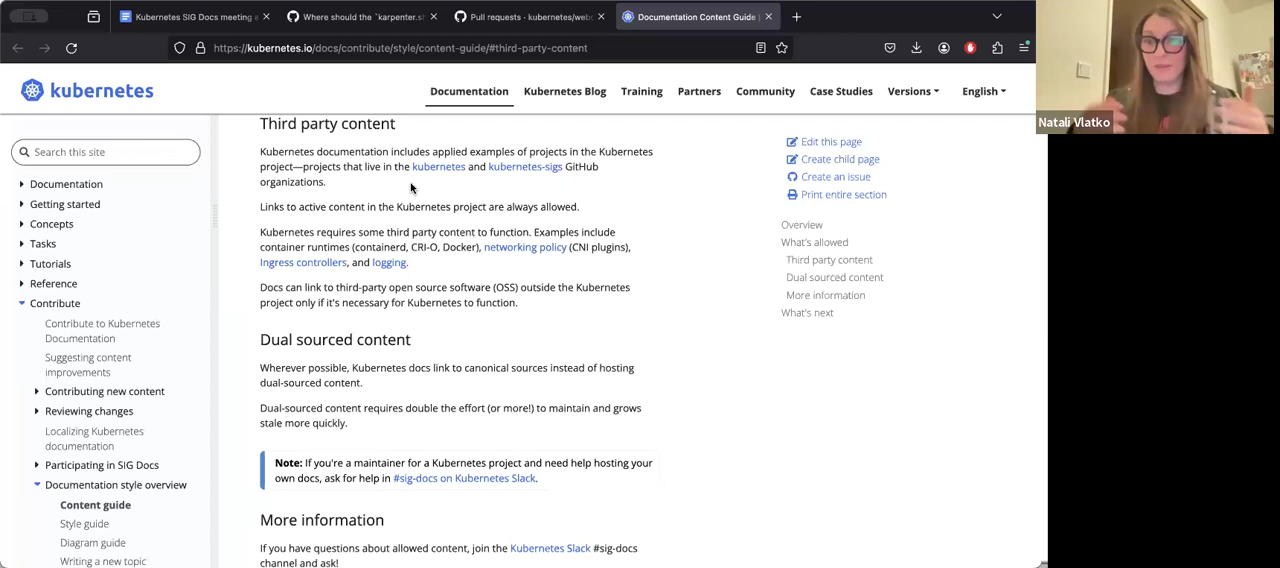 Kubernetes SIG Docs meeting a
Where should the `karpenter.sh
Pull requests · kubernetes/webs
Documentation Content Guide |
https://kubernetes.io/docs/contribute/style/content-guide/#third-party-content
kubernetes
Documentation
Kubernetes Blog
Training
Partners
Community
Case Studies
Versions
English
Natali Vlatko
Search this site
Documentation
Getting started
Concepts
Tasks
Tutorials
Reference
Contribute
Contribute to Kubernetes
Documentation
Suggesting content
improvements
Contributing new content
Reviewing changes
Localizing Kubernetes
documentation
Participating in SIG Docs
Documentation style overview
Content guide
Style guide
Diagram guide
Writing a new topic
Third party content
Kubernetes documentation includes applied examples of projects in the Kubernetes
project—projects that live in the kubernetes and kubernetes-sigs GitHub
organizations.
Links to active content in the Kubernetes project are always allowed.
Kubernetes requires some third party content to function. Examples include
container runtimes (containerd, CRI-O, Docker), networking policy (CNI plugins),
Ingress controllers, and logging.
Docs can link to third-party open source software (OSS) outside the Kubernetes
project only if it's necessary for Kubernetes to function.
Dual sourced content
Wherever possible, Kubernetes docs link to canonical sources instead of hosting
dual-sourced content.
Dual-sourced content requires double the effort (or more!) to maintain and grows
stale more quickly.
Note: If you're a maintainer for a Kubernetes project and need help hosting your
own docs, ask for help in #sig-docs on Kubernetes Slack.
More information
If you have questions about allowed content, join the Kubernetes Slack #sig-docs
channel and ask!
Edit this page
Create child page
Create an issue
Print entire section
Overview
What's allowed
Third party content
Dual sourced content
More information
What's next